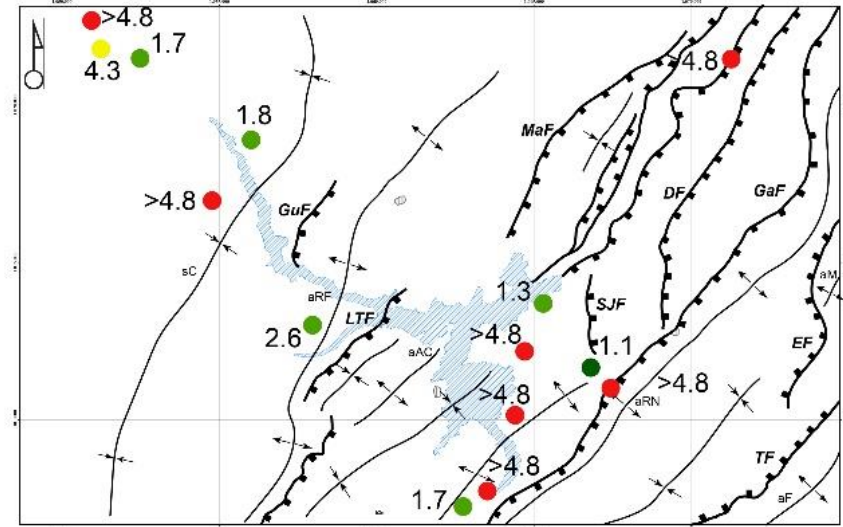 >4.8
1.7
4.3
4.8
1.8
MaF
>4.8
DF
GaF
GuF
sC
aM
aRF
1.3
SJF
LTF
2.6
>4.8
aAC
1.1
EF
>4.8
>4.8
aRN
TF
>4.8
1.7
aF